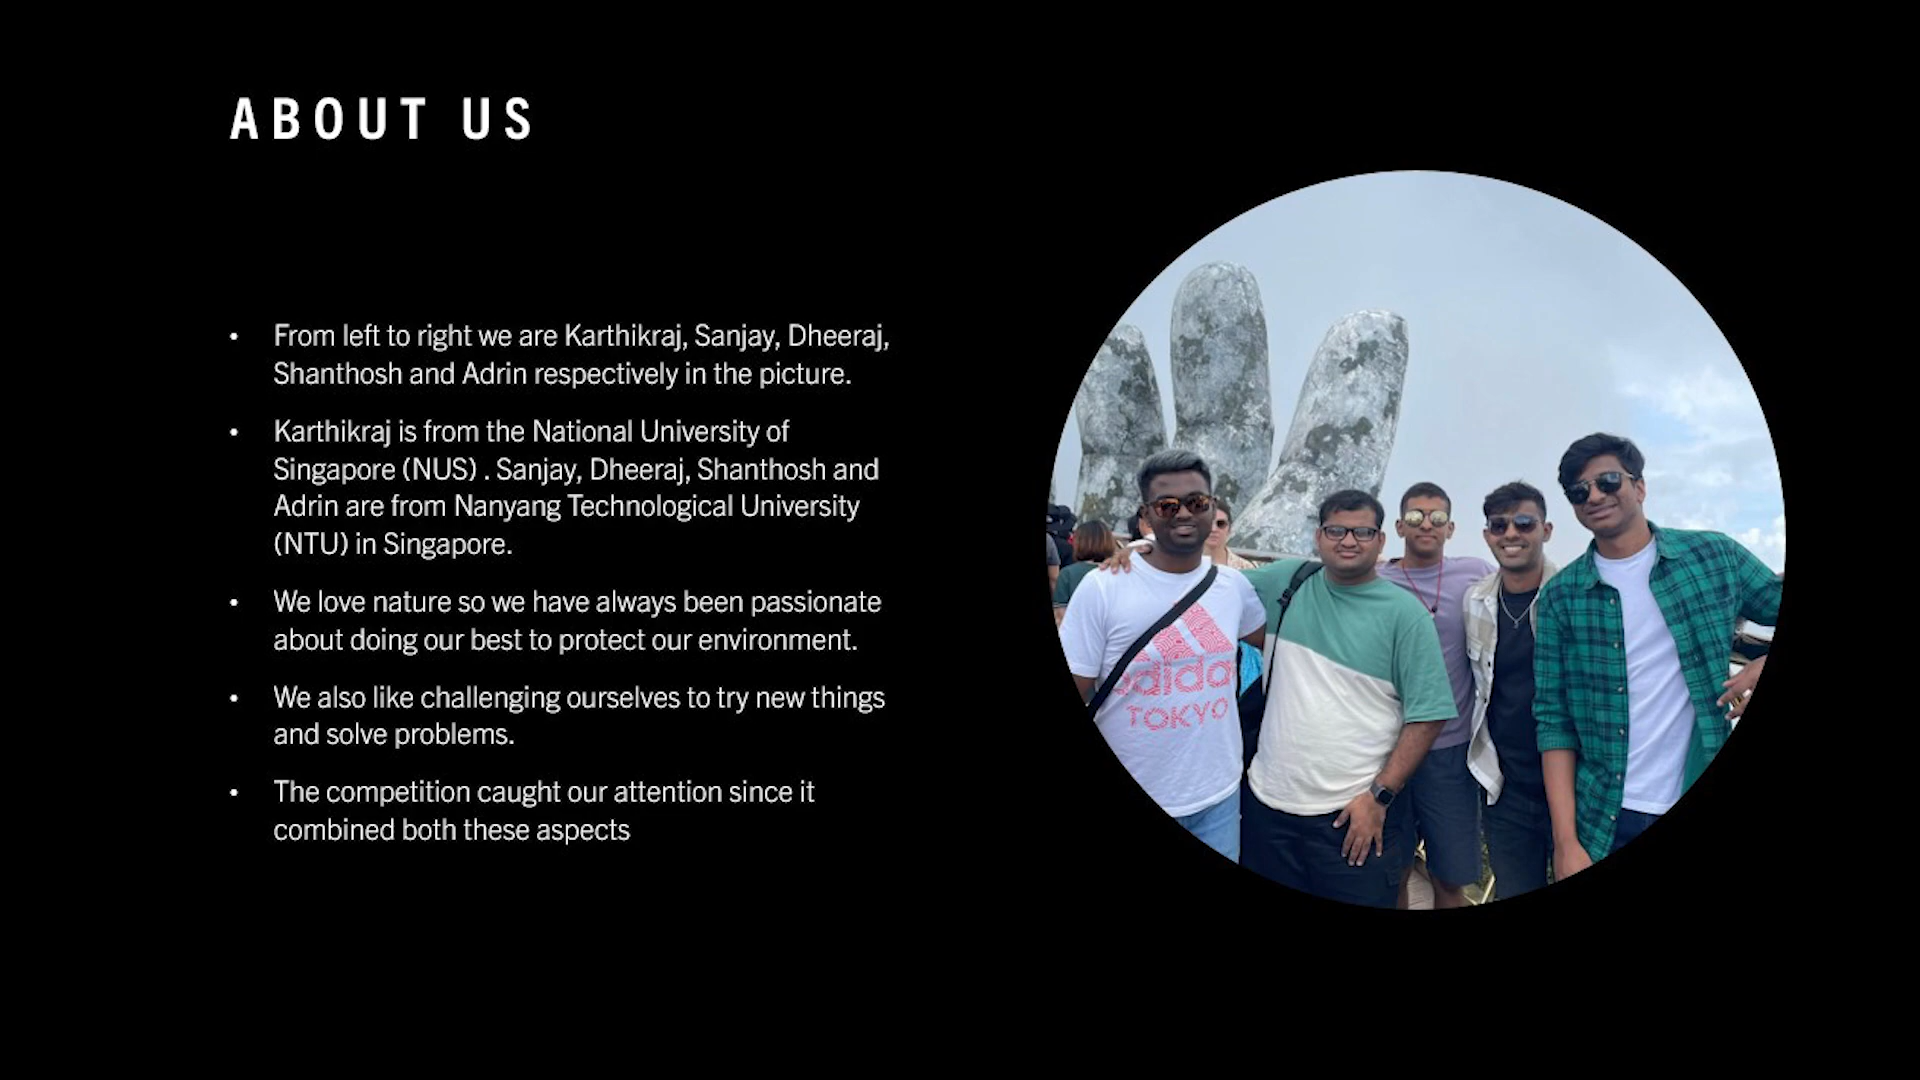 ABOUT US
• From left to right we are Karthikraj, Sanjay, Dheeraj,
Shanthosh and Adrin respectively in the picture.
• Karthikraj is from the National University of
Singapore (NUS) . Sanjay, Dheeraj, Shanthosh and
Adrin are from Nanyang Technological University
(NTU) in Singapore.
• We love nature so we have always been passionate
about doing our best to protect our environment.
• We also like challenging ourselves to try new things
and solve problems.
• The competition caught our attention since it
combined both these aspects
adidas
TOKYO